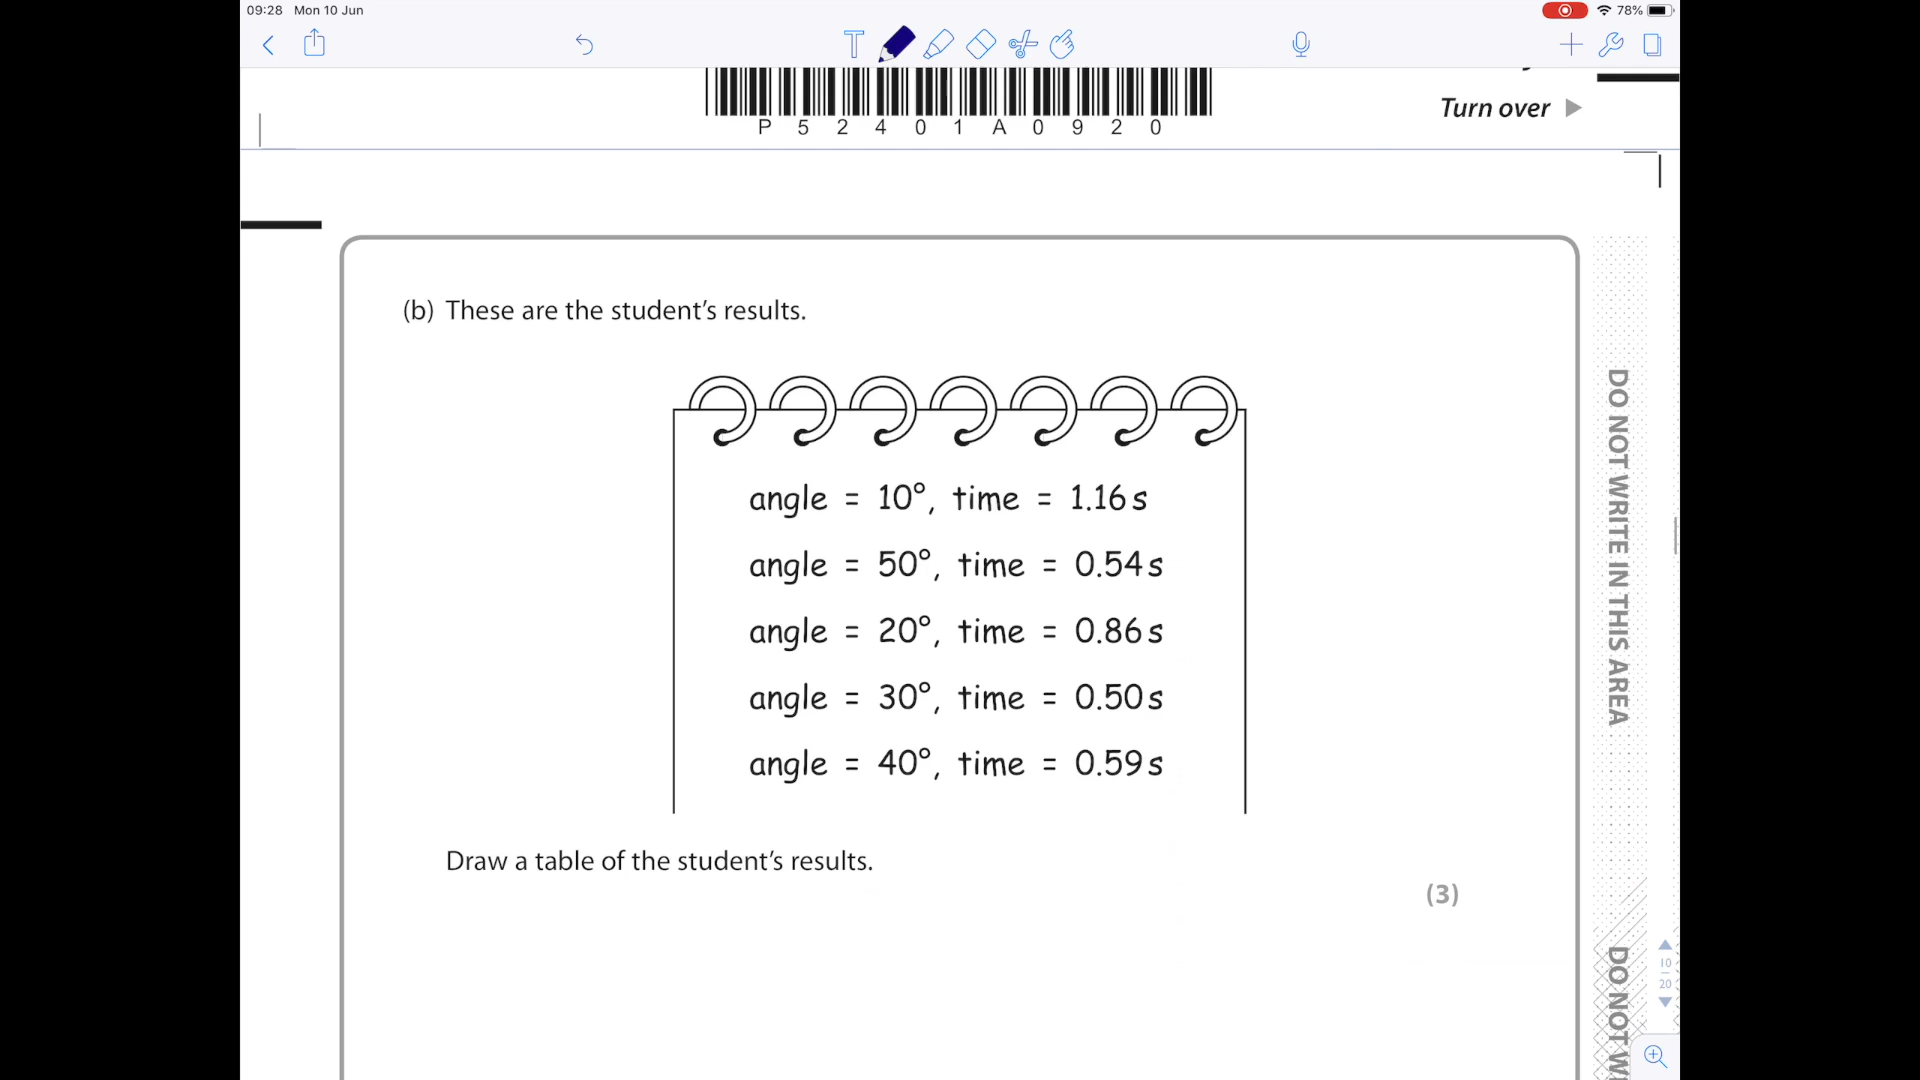 09:28 Mon 10 Jun
78%
T
Turn over
P 5 2 4 0 1 A 0 9 2 0
(b) These are the student's results.
angle = 10°, time = 1.16 s
angle = 50°, time = 0.54 s
angle = 20°, time = 0.86 s
angle = 30°, time = 0.50 s
angle = 40°, time = 0.59 s
Draw a table of the student's results.
(3)
DO NOT WRITE IN THIS AREA
DO NOT
10
20